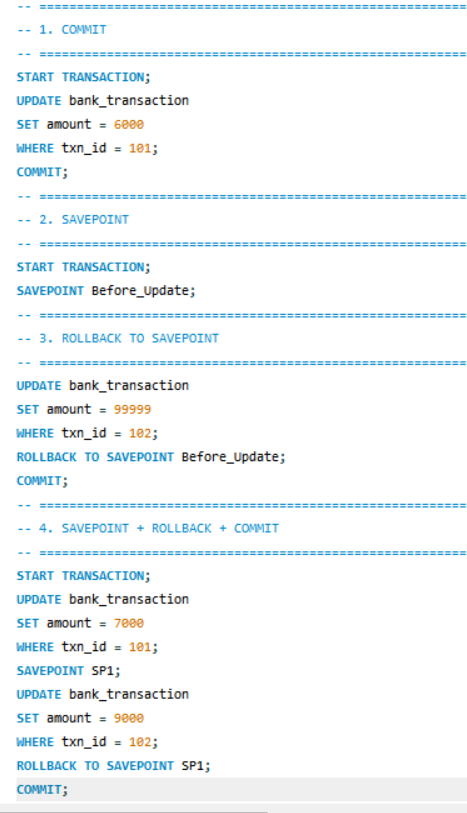 -- =========================================================
-- 1. COMMIT
-- =========================================================
START TRANSACTION;
UPDATE bank_transaction
SET amount = 6000
WHERE txn_id = 101;
COMMIT;
-- =========================================================
-- 2. SAVEPOINT
-- =========================================================
START TRANSACTION;
SAVEPOINT Before_Update;
-- =========================================================
-- 3. ROLLBACK TO SAVEPOINT
-- =========================================================
UPDATE bank_transaction
SET amount = 99999
WHERE txn_id = 102;
ROLLBACK TO SAVEPOINT Before_Update;
COMMIT;
-- =========================================================
-- 4. SAVEPOINT + ROLLBACK + COMMIT
-- =========================================================
START TRANSACTION;
UPDATE bank_transaction
SET amount = 7000
WHERE txn_id = 101;
SAVEPOINT SP1;
UPDATE bank_transaction
SET amount = 9000
WHERE txn_id = 102;
ROLLBACK TO SAVEPOINT SP1;
COMMIT;